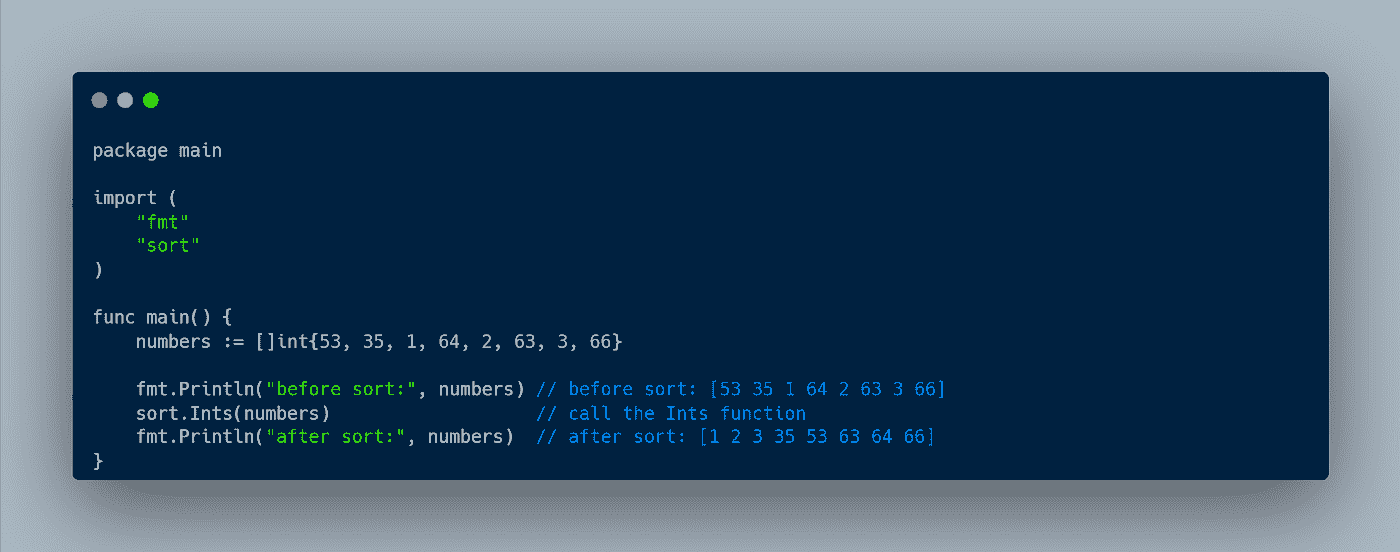 package main
import (
    "fmt"
    "sort"
)
func main() {
    numbers := []int{53, 35, 1, 64, 2, 63, 3, 66}
    fmt.Println("before sort:", numbers) // before sort: [53 35 1 64 2 63 3 66]
    sort.Ints(numbers)                   // call the Ints function
    fmt.Println("after sort:", numbers)  // after sort: [1 2 3 35 53 63 64 66]
}